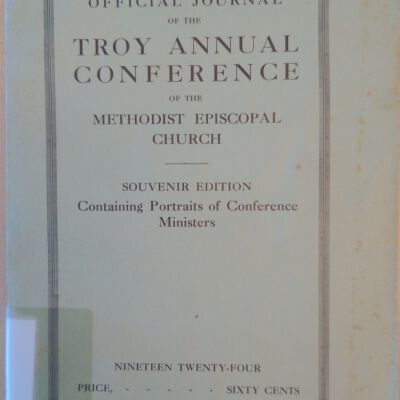 OFFICIAL JOURNAL
OF THE
TROY ANNUAL
CONFERENCE
OF THE
METHODIST EPISCOPAL
CHURCH
SOUVENIR EDITION
Containing Portraits of Conference
Ministers
NINETEEN TWENTY-FOUR
PRICE, - - - - - SIXTY CENTS